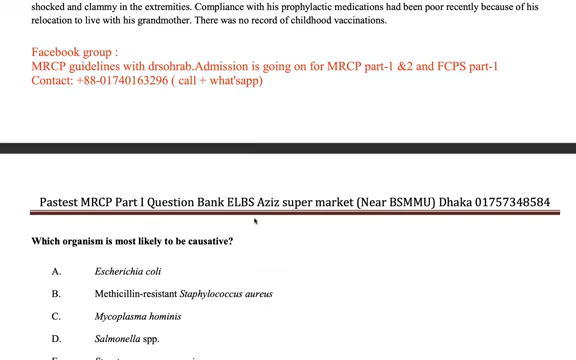 shocked and clammy in the extremities. Compliance with his prophylactic medications had been poor recently because of his
relocation to live with his grandmother. There was no record of childhood vaccinations.
Facebook group :
MRCP guidelines with drsohrab.Admission is going on for MRCP part-1 &2 and FCPS part-1
Contact: +88-01740163296 ( call + what'sapp)
Pastest MRCP Part I Question Bank ELBS Aziz super market (Near BSMMU) Dhaka 01757348584
Which organism is most likely to be causative?
A. Escherichia coli
B. Methicillin-resistant Staphylococcus aureus
C. Mycoplasma hominis
D. Salmonella spp.